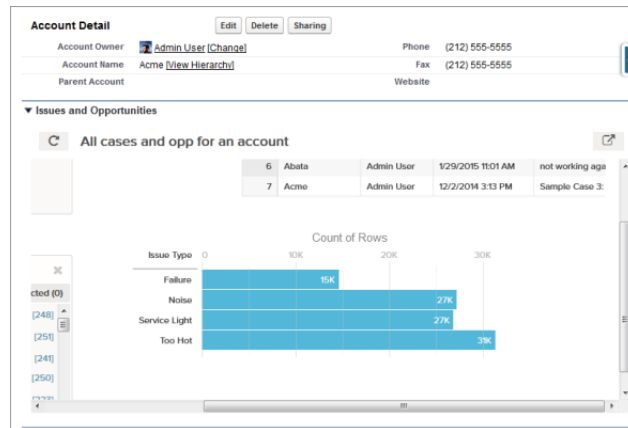 Account Detail Edit Delete Sharing
Account Owner Admin User [Change] Phone (212) 555-5555
Account Name Acme [View Hierarchy] Fax (212) 555-5555
Parent Account Website
Issues and Opportunities
All cases and opp for an account
6 Abata Admin User 1/29/2015 11:01 AM not working aga
7 Acme Admin User 12/2/2014 3:13 PM Sample Case 3:
Count of Rows
Issue Type 0 10K 20K 30K
Failure 15K
cted (0)
Noise 27K
[248]
Service Light 27K
[251]
Too Hot 31K
[241]
[250]